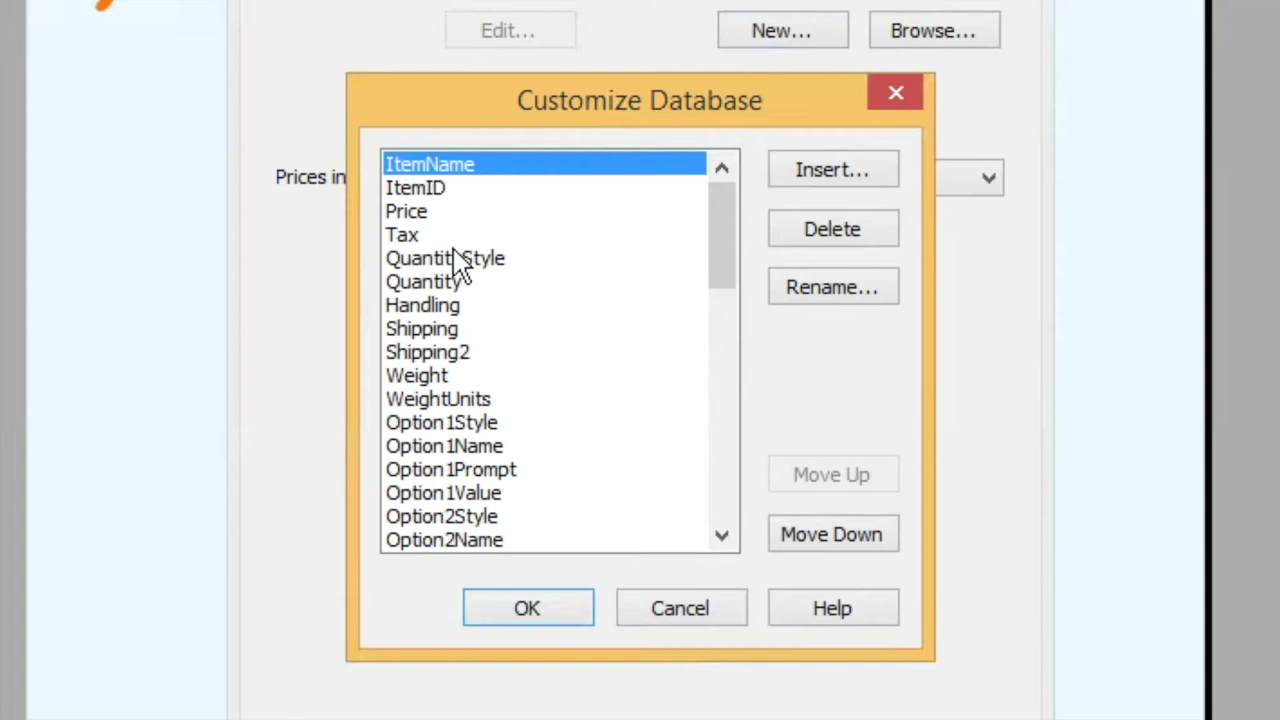 Edit...
New...
Browse...
Customize Database
Prices in
ItemName
ItemID
Price
Tax
QuantityStyle
Quantity
Handling
Shipping
Shipping2
Weight
WeightUnits
Option1Style
Option1Name
Option1Prompt
Option1Value
Option2Style
Option2Name
Insert...
Delete
Rename...
Move Up
Move Down
OK
Cancel
Help